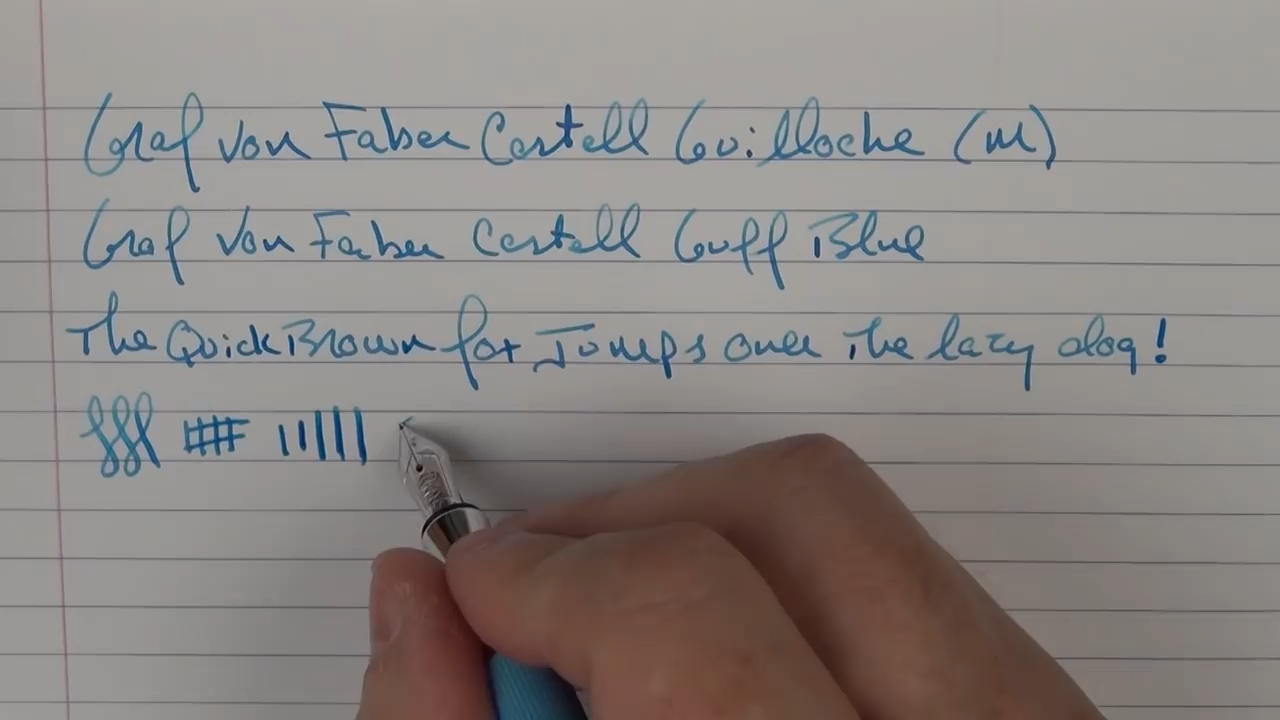 Graf von Faber Castell Guilloche (M)
Graf von Faber Castell Gulf Blue
The Quick Brown fox Jumps over The lazy dog!